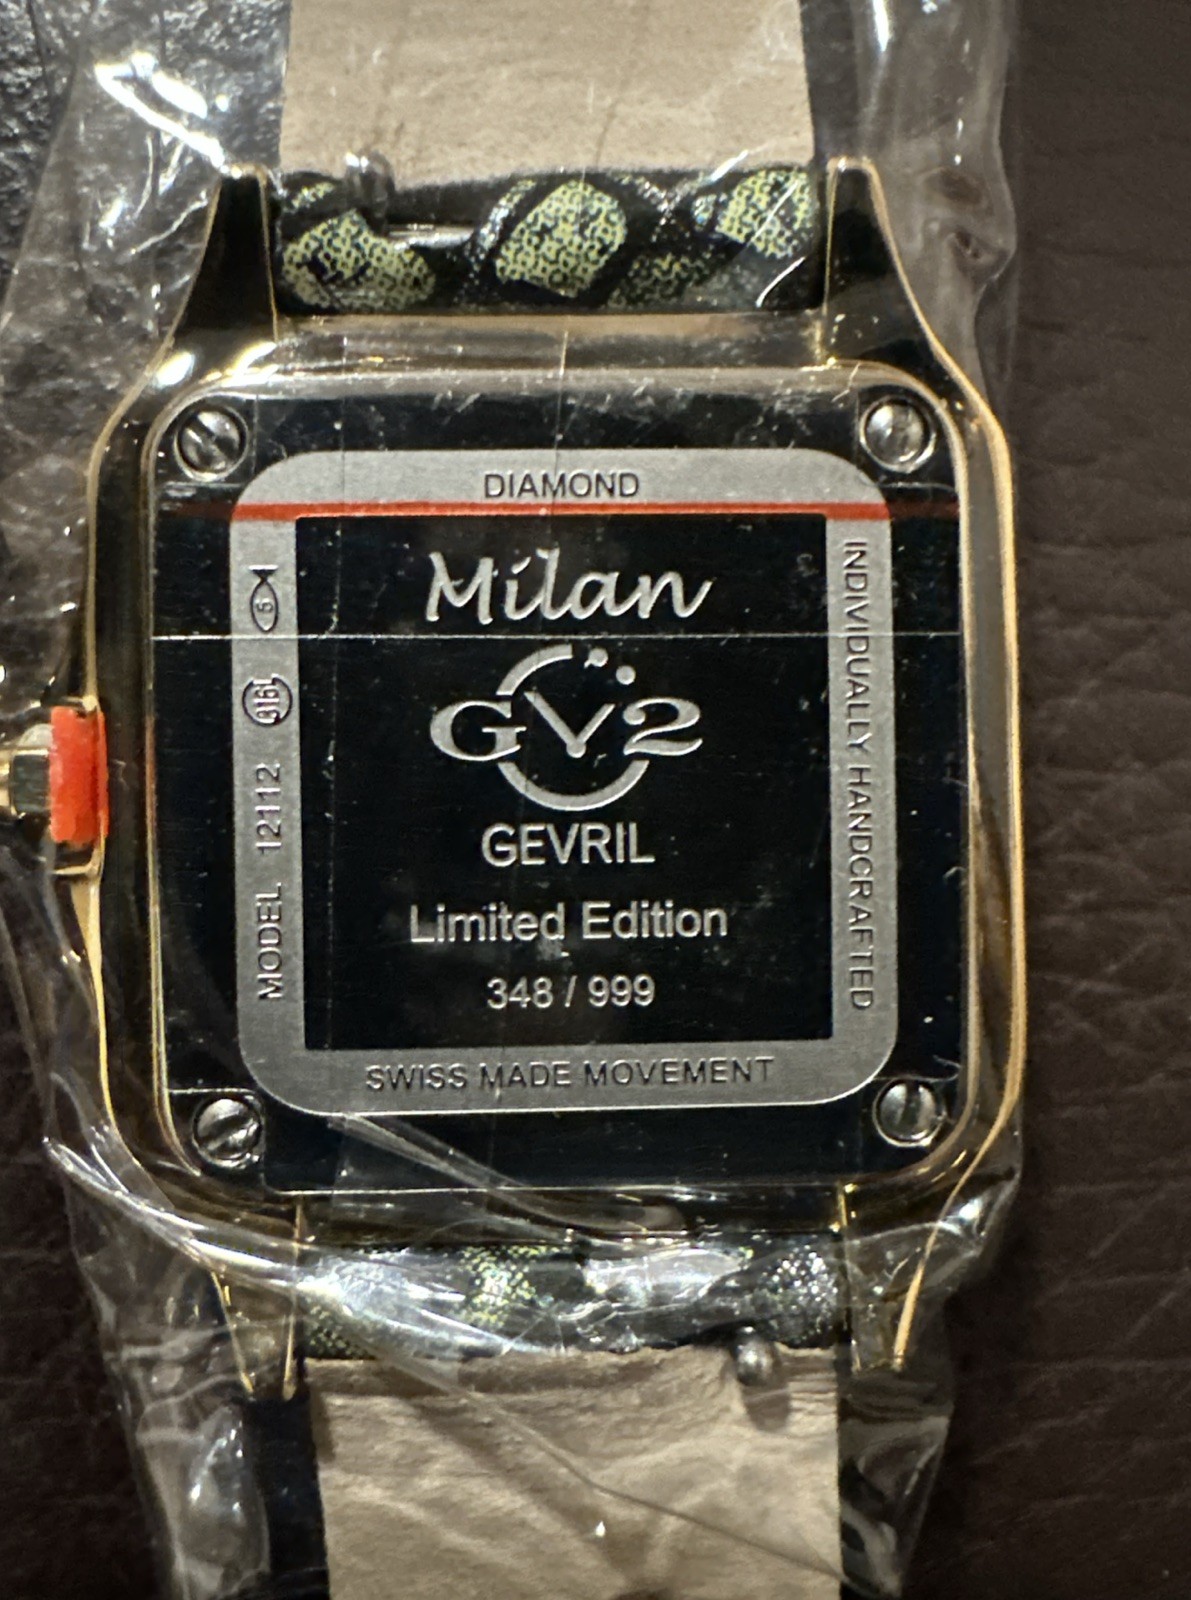 DIAMOND
Milan
GV2
GEVRIL
Limited Edition
348 / 999
INDIVIDUALLY HANDCRAFTED
SWISS MADE MOVEMENT
MODEL 12112 316L 5